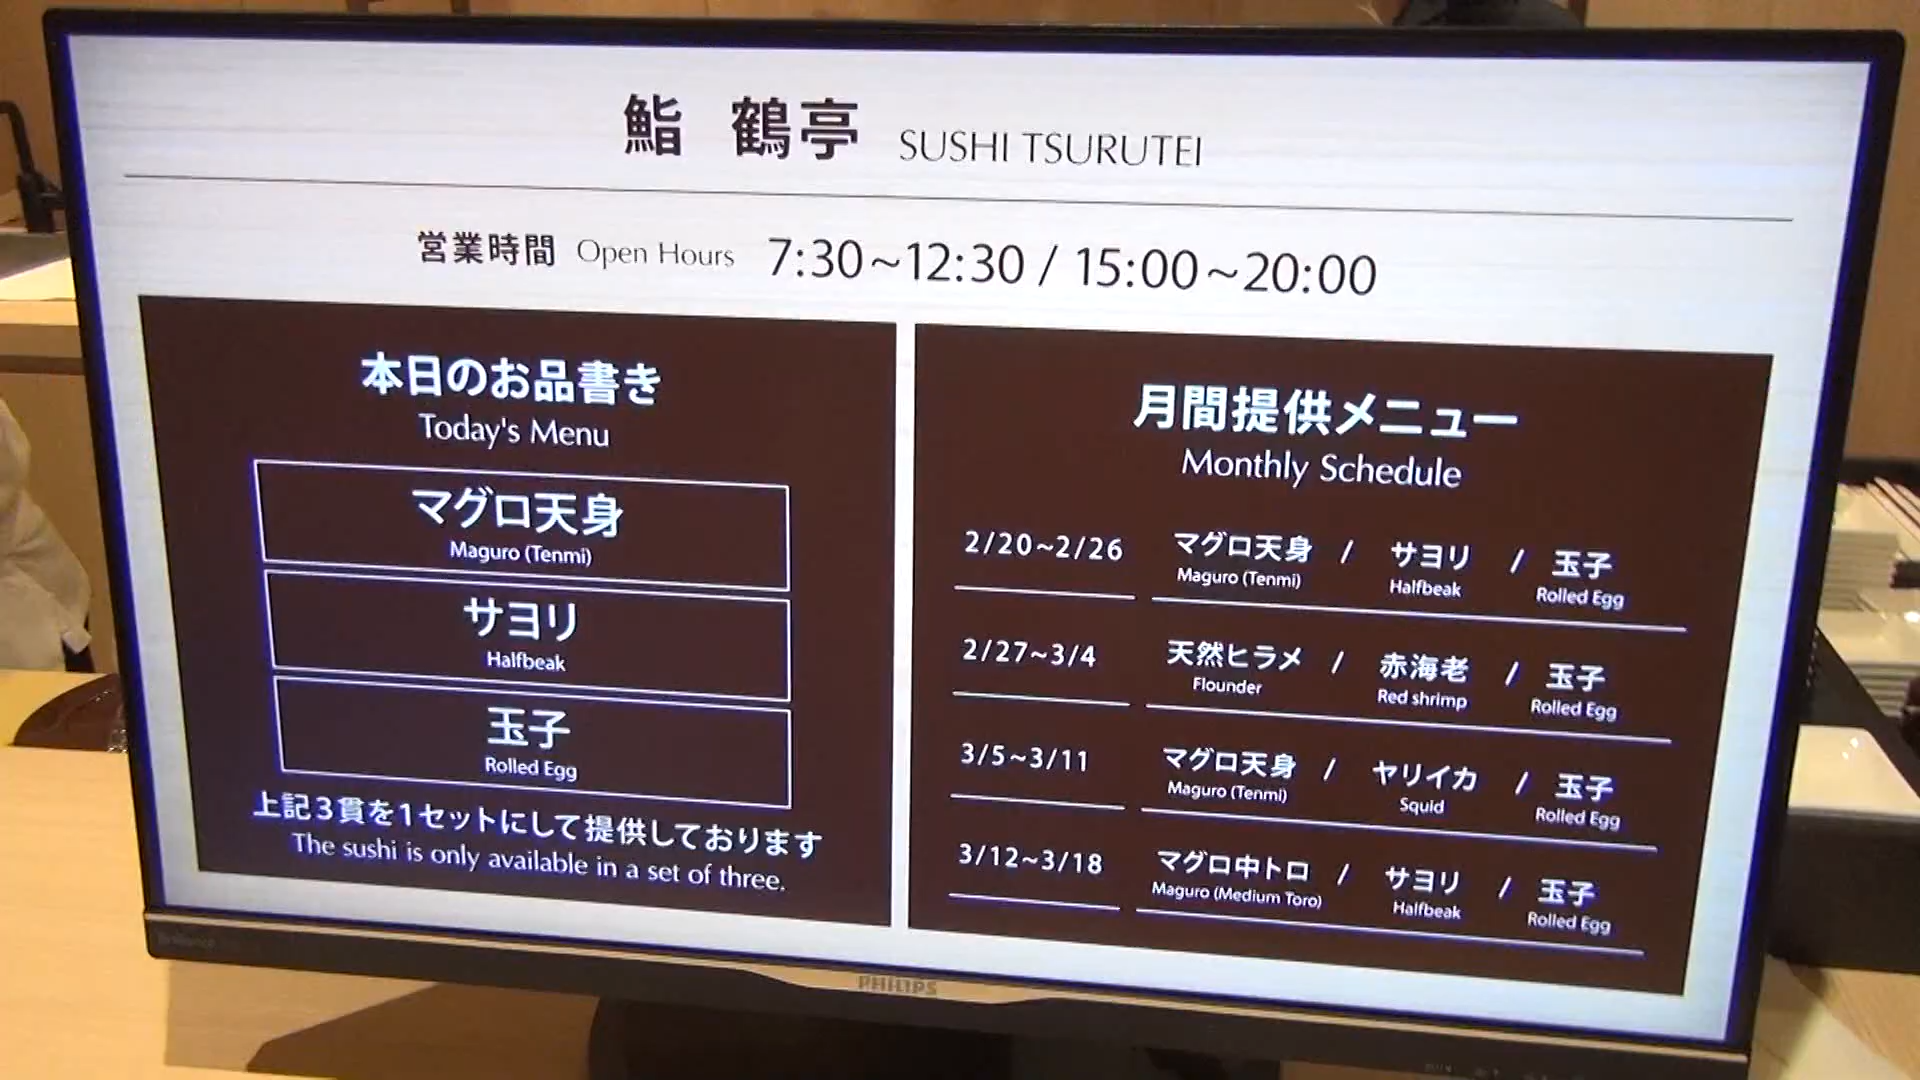 鮨 鶴亭 SUSHI TSURUTEI
営業時間 Open Hours 7:30~12:30 / 15:00~20:00
本日のお品書き
Today's Menu
マグロ天身
Maguro (Tenmi)
サヨリ
Halfbeak
玉子
Rolled Egg
上記3貫を1セットにして提供しております
The sushi is only available in a set of three.
月間提供メニュー
Monthly Schedule
2/20~2/26 マグロ天身 / サヨリ / 玉子
Maguro (Tenmi) Halfbeak Rolled Egg
2/27~3/4 天然ヒラメ / 赤海老 / 玉子
Flounder Red shrimp Rolled Egg
3/5~3/11 マグロ天身 / ヤリイカ / 玉子
Maguro (Tenmi) Squid Rolled Egg
3/12~3/18 マグロ中トロ / サヨリ / 玉子
Maguro (Medium Toro) Halfbeak Rolled Egg
PHILIPS